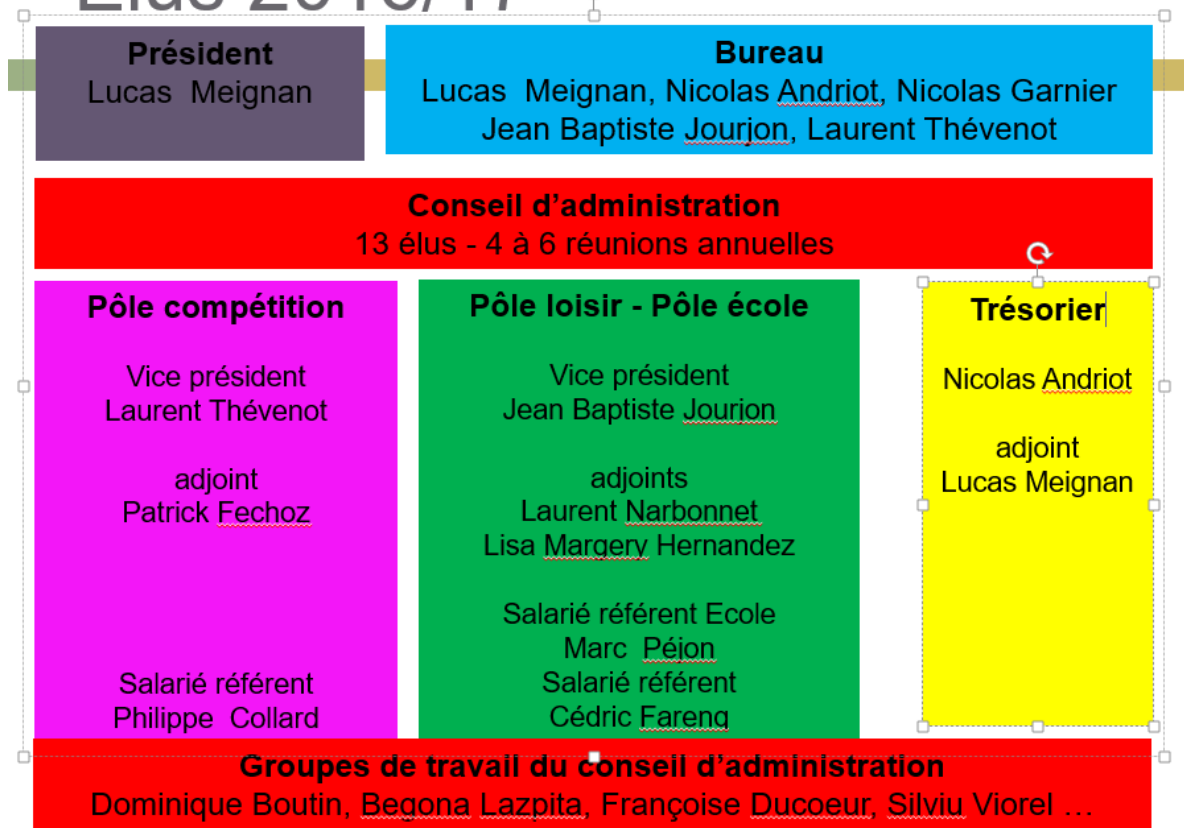 Elus 2016/17
Président
Lucas Meignan
Bureau
Lucas Meignan, Nicolas Andriot, Nicolas Garnier
Jean Baptiste Jourjon, Laurent Thévenot
Conseil d’administration
13 élus - 4 à 6 réunions annuelles
Pôle compétition
Vice président
Laurent Thévenot
adjoint
Patrick Fechoz
Salarié référent
Philippe Collard
Pôle loisir - Pôle école
Vice président
Jean Baptiste Jourjon
adjoints
Laurent Narbonnet
Lisa Margery Hernandez
Salarié référent Ecole
Marc Péjon
Salarié référent
Cédric Farenq
Trésorier
Nicolas Andriot
adjoint
Lucas Meignan
Groupes de travail du conseil d’administration
Dominique Boutin, Begona Lazpita, Françoise Ducoeur, Silviu Viorel …